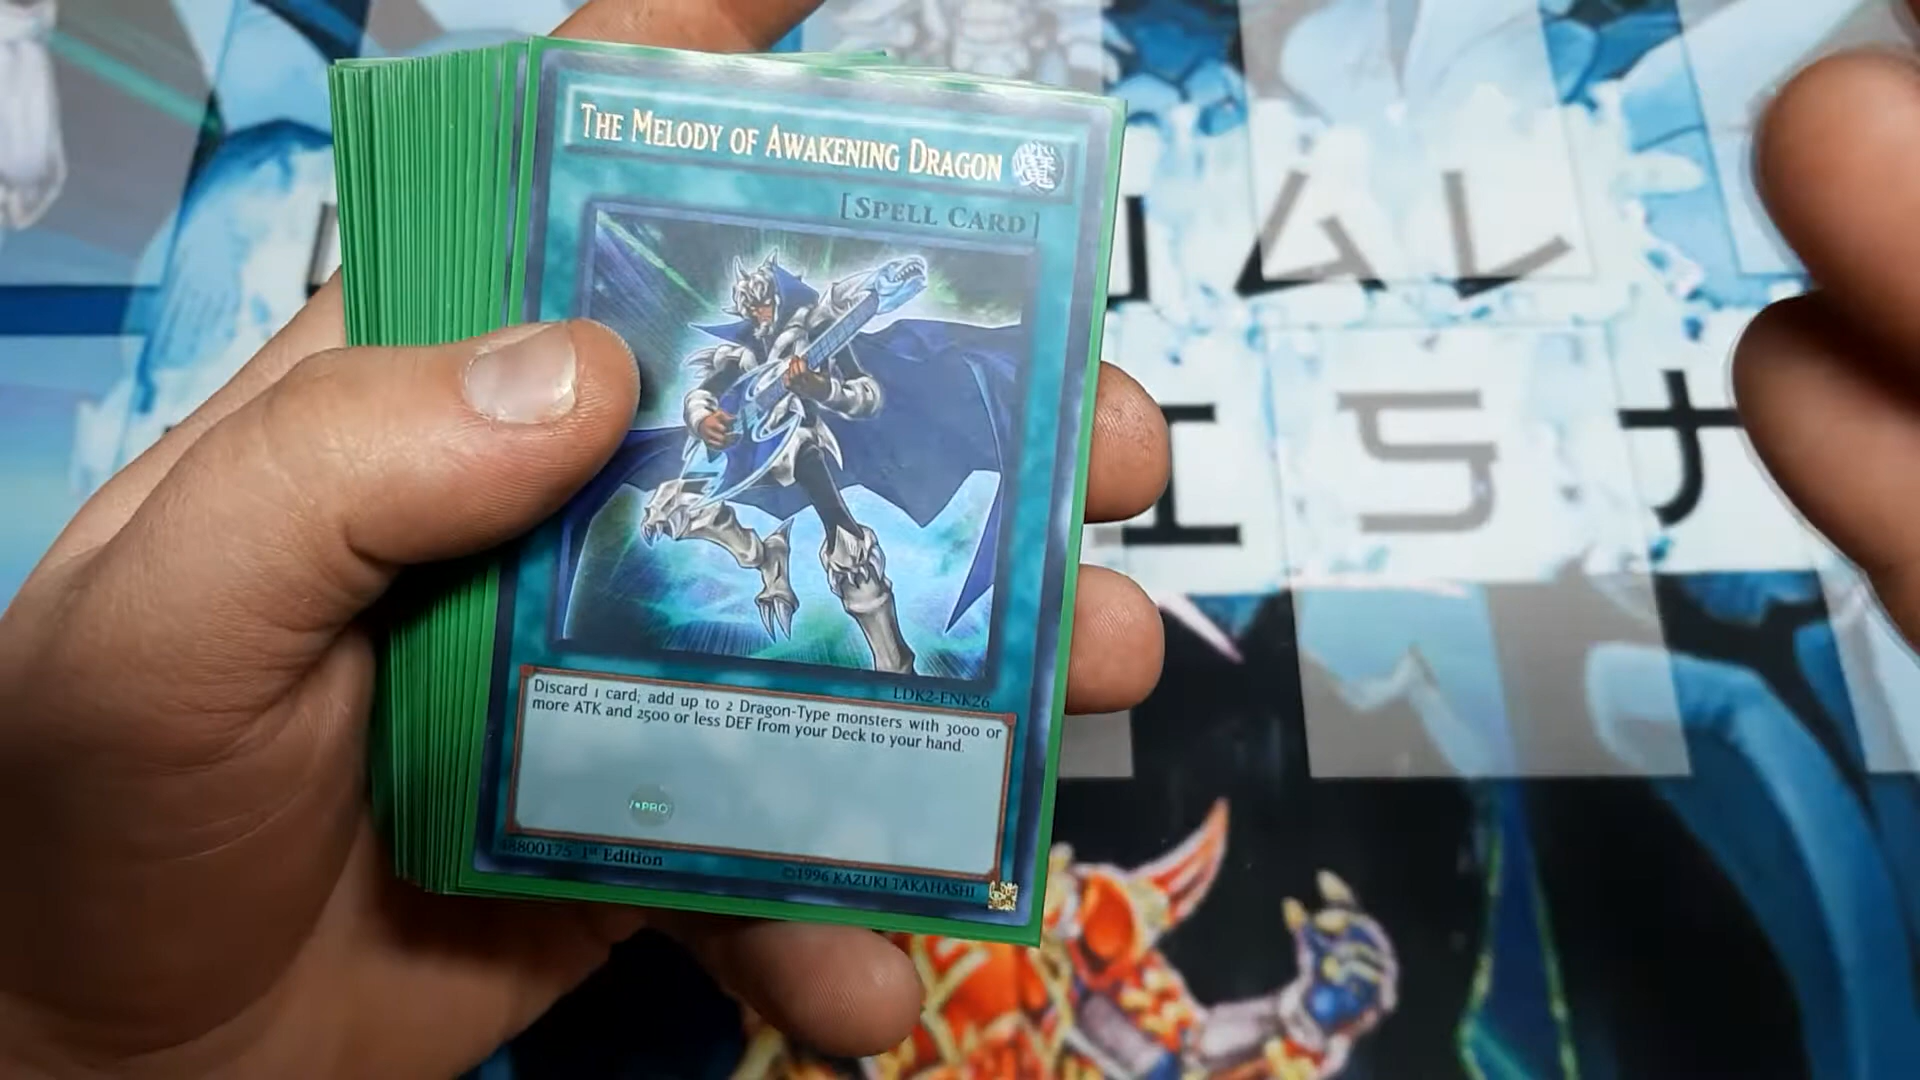 THE MELODY OF AWAKENING DRAGON 魔
[SPELL CARD]
LDK2-ENK26
Discard 1 card; add up to 2 Dragon-Type monsters with 3000 or
more ATK and 2500 or less DEF from your Deck to your hand.
48800175 1st Edition
©1996 KAZUKI TAKAHASHI